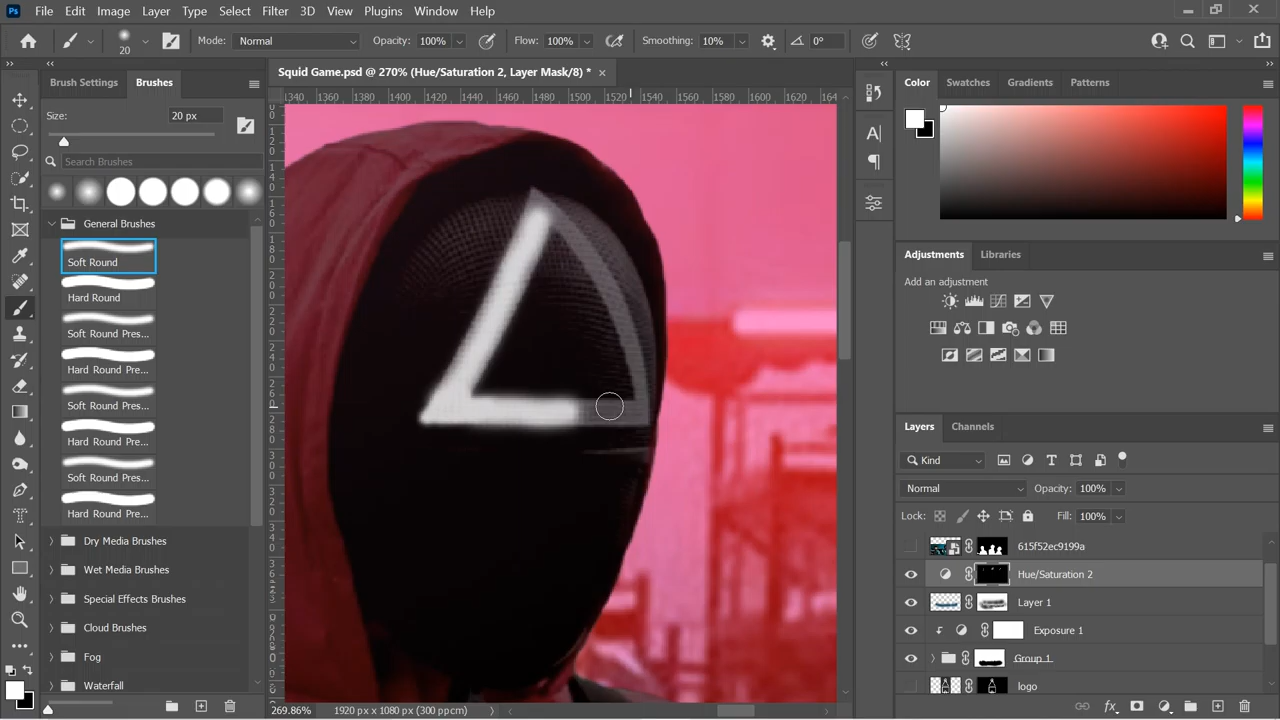 Ps File Edit Image Layer Type Select Filter 3D View Plugins Window Help
20 Mode: Normal Opacity: 100% Flow: 100% Smoothing: 10% 0°
Brush Settings Brushes
Size: 20 px
Search Brushes
General Brushes
Soft Round
Hard Round
Soft Round Pres...
Hard Round Pre...
Soft Round Pres...
Hard Round Pre...
Soft Round Pres...
Hard Round Pre...
Dry Media Brushes
Wet Media Brushes
Special Effects Brushes
Cloud Brushes
Fog
Waterfall
Squid Game.psd @ 270% (Hue/Saturation 2, Layer Mask/8) *
1340 1360 1380 1400 1420 1440 1460 1480 1500 1520 1540 1560 1580 1600 1620 164
269.86% 1920 px x 1080 px (300 ppcm)
Color Swatches Gradients Patterns
Adjustments Libraries
Add an adjustment
Layers Channels
Kind
Normal Opacity: 100%
Lock: Fill: 100%
615f52ec9199a
Hue/Saturation 2
Layer 1
Exposure 1
Group 1
logo
fx